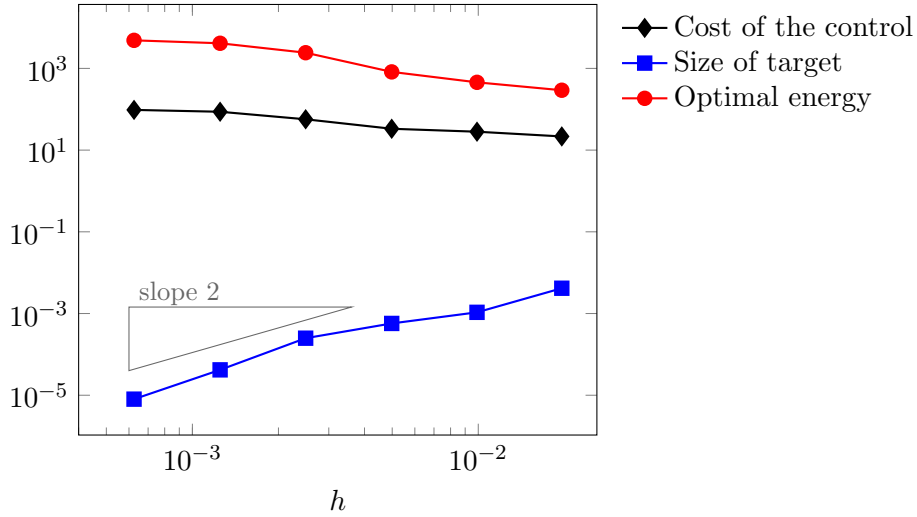 10^3
10^1
10^-1
10^-3
10^-5
slope 2
10^-3
10^-2
h
Cost of the control
Size of target
Optimal energy